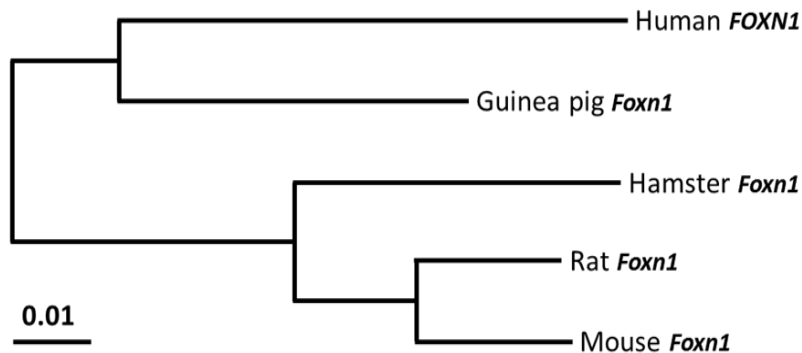 Human FOXN1
Guinea pig Foxn1
Hamster Foxn1
Rat Foxn1
Mouse Foxn1
0.01